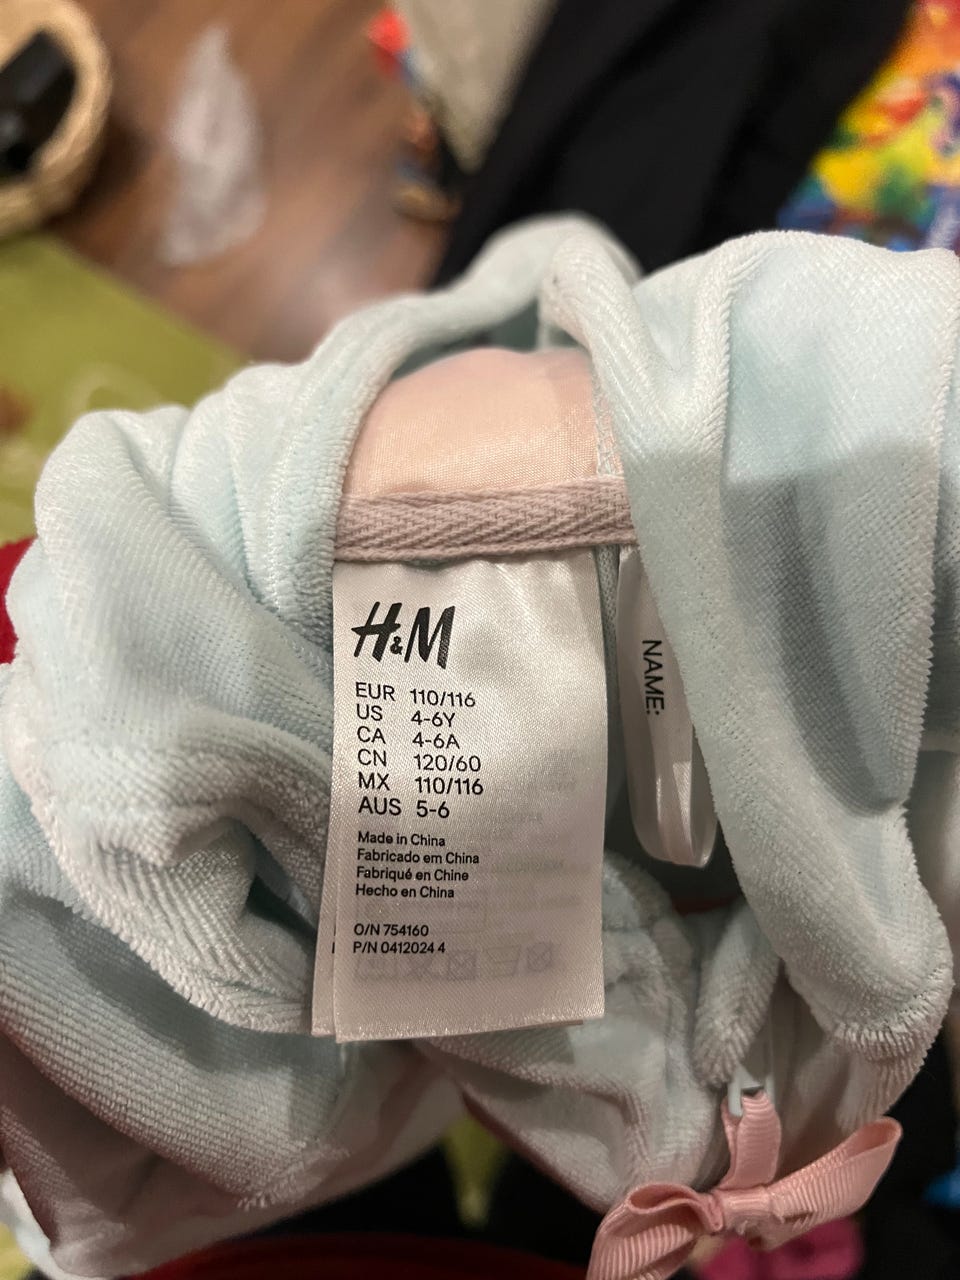 H&M
EUR 110/116
US 4-6Y
CA 4-6A
CN 120/60
MX 110/116
AUS 5-6
Made in China
Fabricado em China
Fabriqué en Chine
Hecho en China
O/N 754160
P/N 0412024 4
NAME: